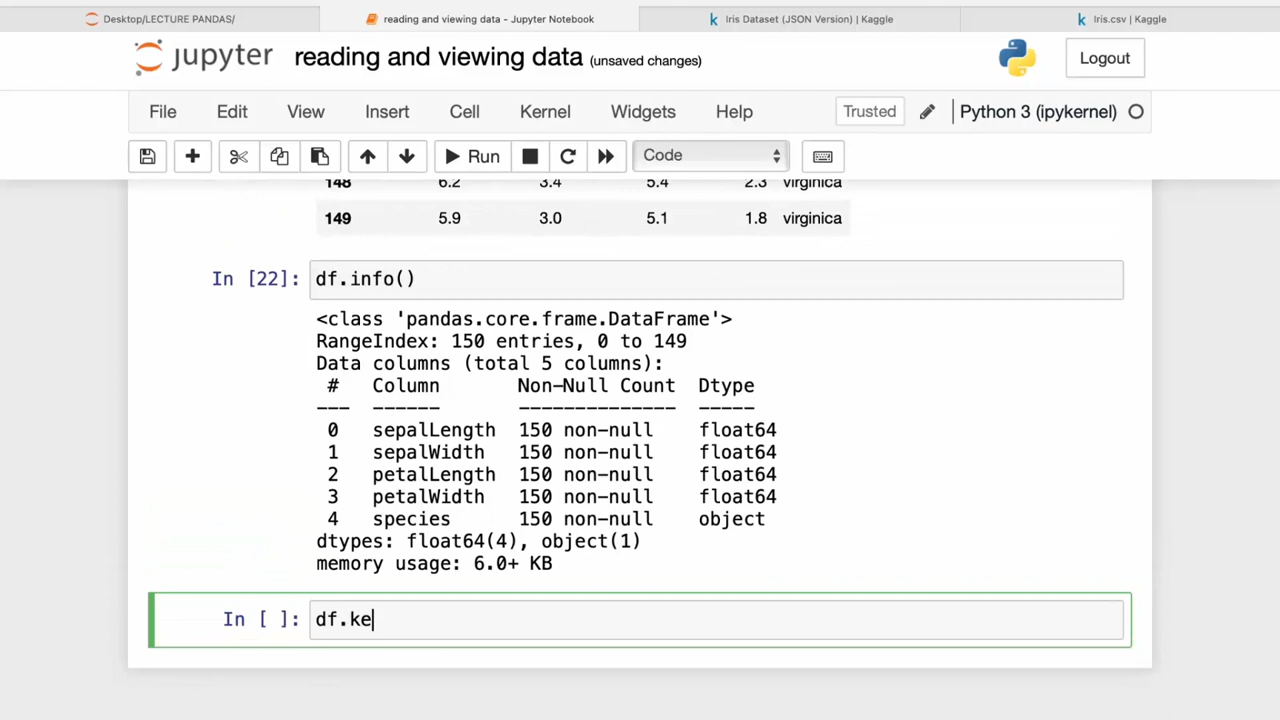 Desktop/LECTURE PANDAS/
reading and viewing data - Jupyter Notebook
Iris Dataset (JSON Version) | Kaggle
Iris.csv | Kaggle
jupyter reading and viewing data (unsaved changes)
Logout
File Edit View Insert Cell Kernel Widgets Help Trusted Python 3 (ipykernel)
Run Code
148 6.2 3.4 5.4 2.3 virginica
149 5.9 3.0 5.1 1.8 virginica
In [22]: df.info()
<class 'pandas.core.frame.DataFrame'>
RangeIndex: 150 entries, 0 to 149
Data columns (total 5 columns):
# Column Non-Null Count Dtype
--- ------ -------------- -----
0 sepalLength 150 non-null float64
1 sepalWidth 150 non-null float64
2 petalLength 150 non-null float64
3 petalWidth 150 non-null float64
4 species 150 non-null object
dtypes: float64(4), object(1)
memory usage: 6.0+ KB
In [ ]: df.ke